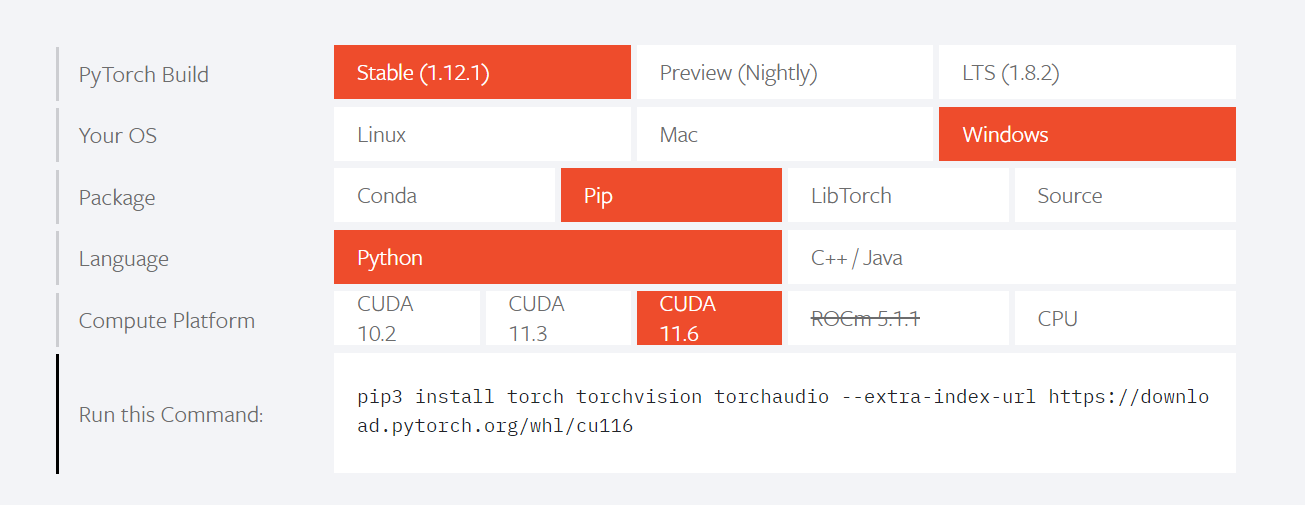 PyTorch Build
Stable (1.12.1)
Preview (Nightly)
LTS (1.8.2)
Your OS
Linux
Mac
Windows
Package
Conda
Pip
LibTorch
Source
Language
Python
C++ / Java
Compute Platform
CUDA
10.2
CUDA
11.3
CUDA
11.6
ROCm 5.1.1
CPU
Run this Command:
pip3 install torch torchvision torchaudio --extra-index-url https://downlo
ad.pytorch.org/whl/cu116